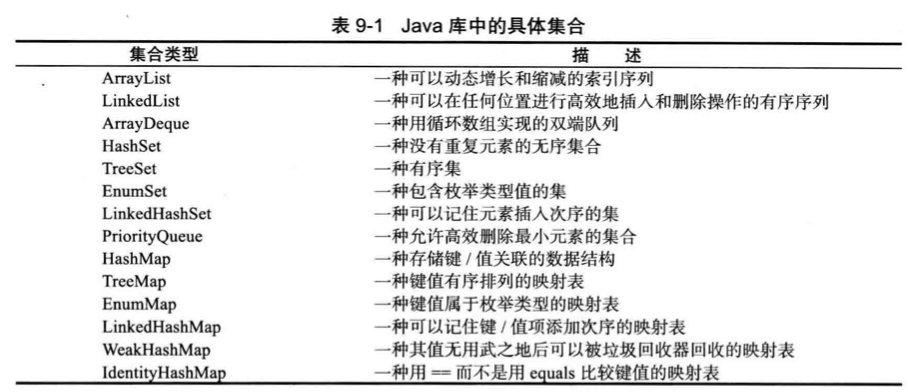 表 9-1 Java 库中的具体集合
集合类型 描 述
ArrayList 一种可以动态增长和缩减的索引序列
LinkedList 一种可以在任何位置进行高效地插入和删除操作的有序序列
ArrayDeque 一种用循环数组实现的双端队列
HashSet 一种没有重复元素的无序集合
TreeSet 一种有序集
EnumSet 一种包含枚举类型值的集
LinkedHashSet 一种可以记住元素插入次序的集
PriorityQueue 一种允许高效删除最小元素的集合
HashMap 一种存储键 / 值关联的数据结构
TreeMap 一种键值有序排列的映射表
EnumMap 一种键值属于枚举类型的映射表
LinkedHashMap 一种可以记住键 / 值项添加次序的映射表
WeakHashMap 一种其值无用武之地后可以被垃圾回收器回收的映射表
IdentityHashMap 一种用 == 而不是用 equals 比较键值的映射表